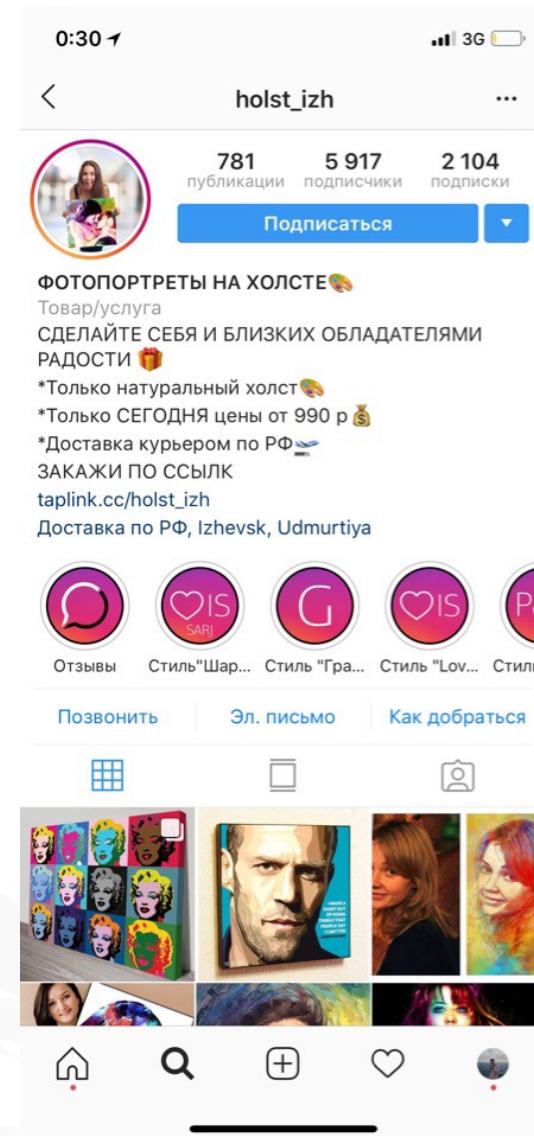 0:30
3G
holst_izh
781 5 917 2 104
публикации подписчики подписки
Подписаться
ФОТОПОРТРЕТЫ НА ХОЛСТЕ🎨
Товар/услуга
СДЕЛАЙТЕ СЕБЯ И БЛИЗКИХ ОБЛАДАТЕЛЯМИ
РАДОСТИ 🎁
*Только натуральный холст🎨
*Только СЕГОДНЯ цены от 990 р💰
*Доставка курьером по РФ🛫
ЗАКАЖИ ПО ССЫЛК
taplink.cc/holst_izh
Доставка по РФ, Izhevsk, Udmurtiya
IS
SARJ
G
IS
Отзывы Стиль"Шар... Стиль "Гра... Стиль "Lov...
Позвонить Эл. письмо Как добраться